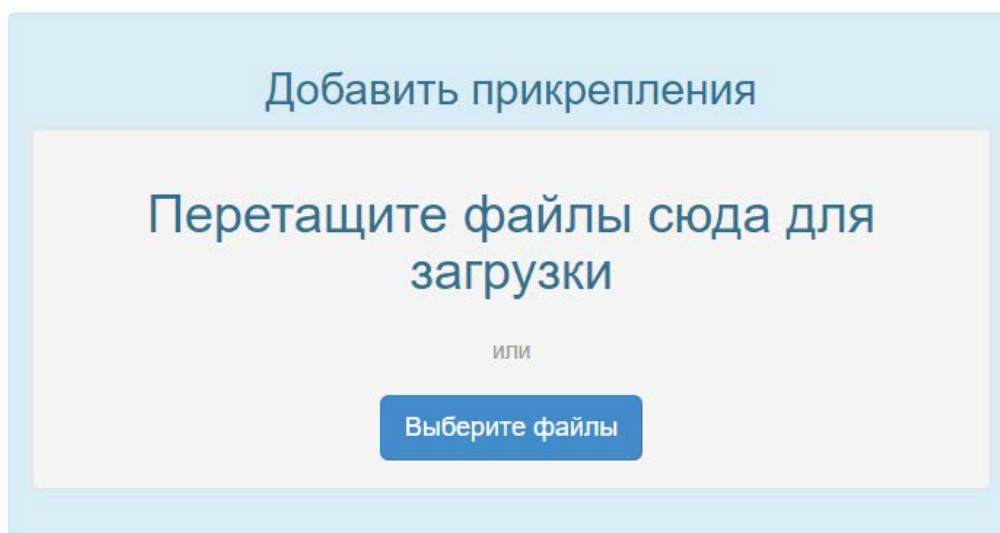 Добавить прикрепления
Перетащите файлы сюда для
загрузки
или
Выберите файлы